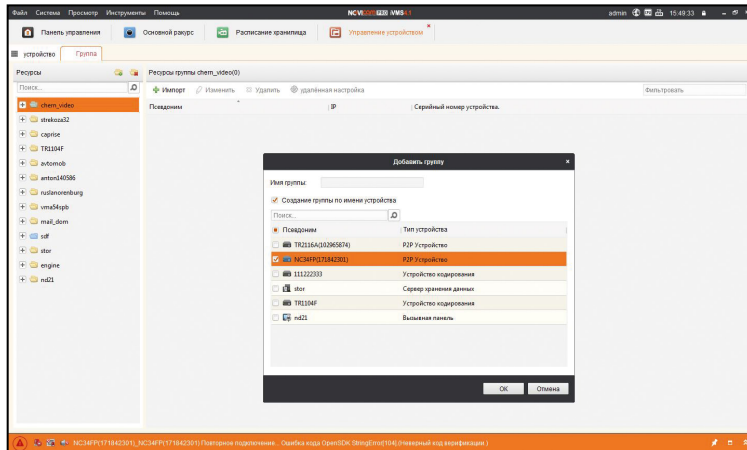 Файл Система Просмотр Инструменты Помощь
admin 15:49:33
Панель управления Основной ракурс Расписание хранилища Управление устройством
устройство Группа
Ресурсы Ресурсы группы chern_video(0)
Поиск... Импорт Изменить Удалить удалённая настройка Фильтровать
Псевдоним IP Серийный номер устройства.
chern_video
strekoza32
caprise
TR1104F
avtomob
anton140586
ruslanorenburg
vma54spb
mail_dom
sdf
stor
engine
nd21
Добавить группу
Имя группы:
Создание группы по имени устройства
Поиск...
Псевдоним Тип устройства
TR2116A(102965874) P2P Устройство
NC34FP(171842301) P2P Устройство
111222333 Устройство кодирования
stor Сервер хранения данных
TR1104F Устройство кодирования
nd21 Вызывная панель
OK Отмена
NC34FP(171842301)_NC34FP(171842301) Повторное подключение... Ошибка кода OpenSDK StringError[104].(Неверный код верификации.)